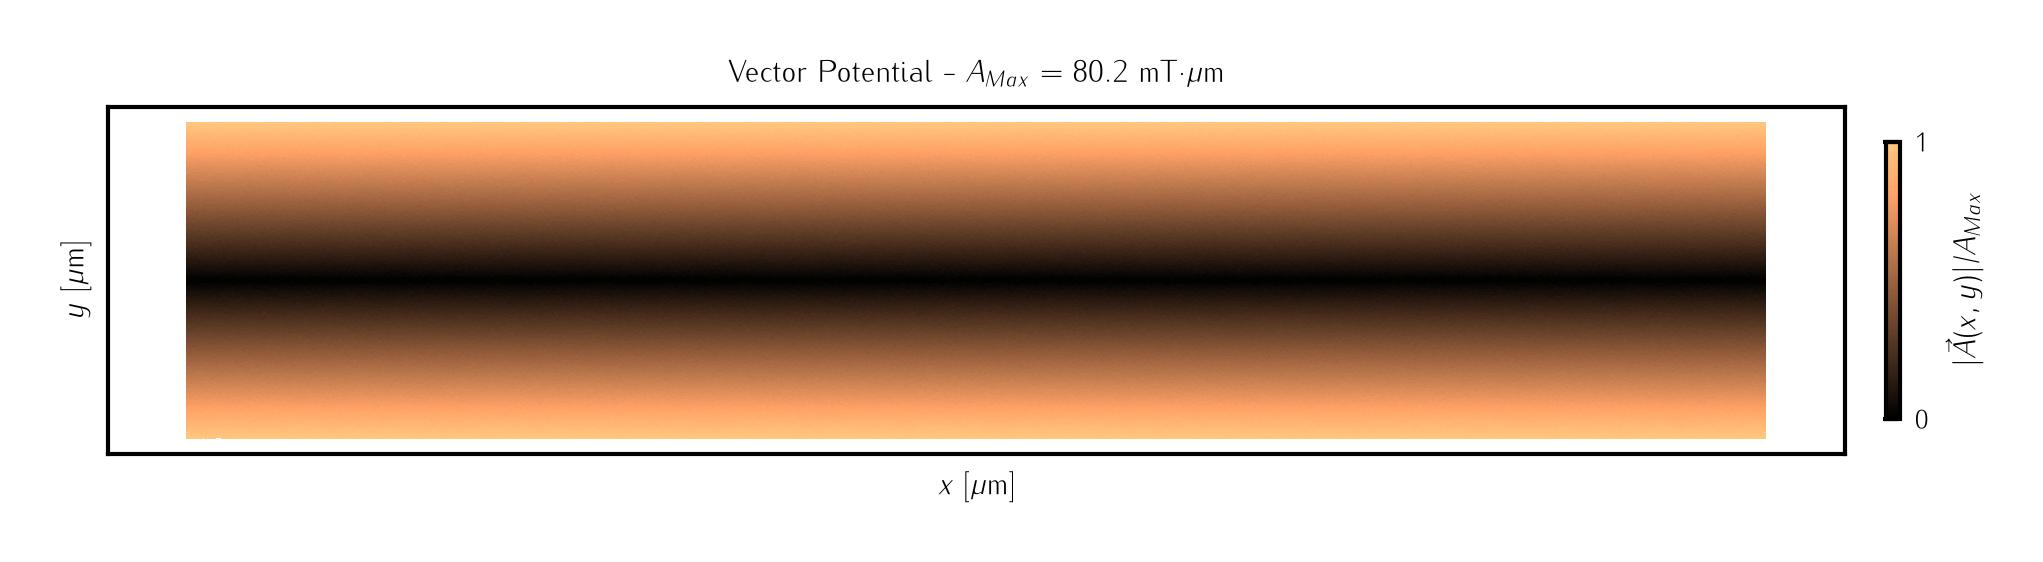 Vector Potential - A_Max = 80.2 mT·μm
y [μm]
x [μm]
1
0
|A⃗(x, y)|/A_Max